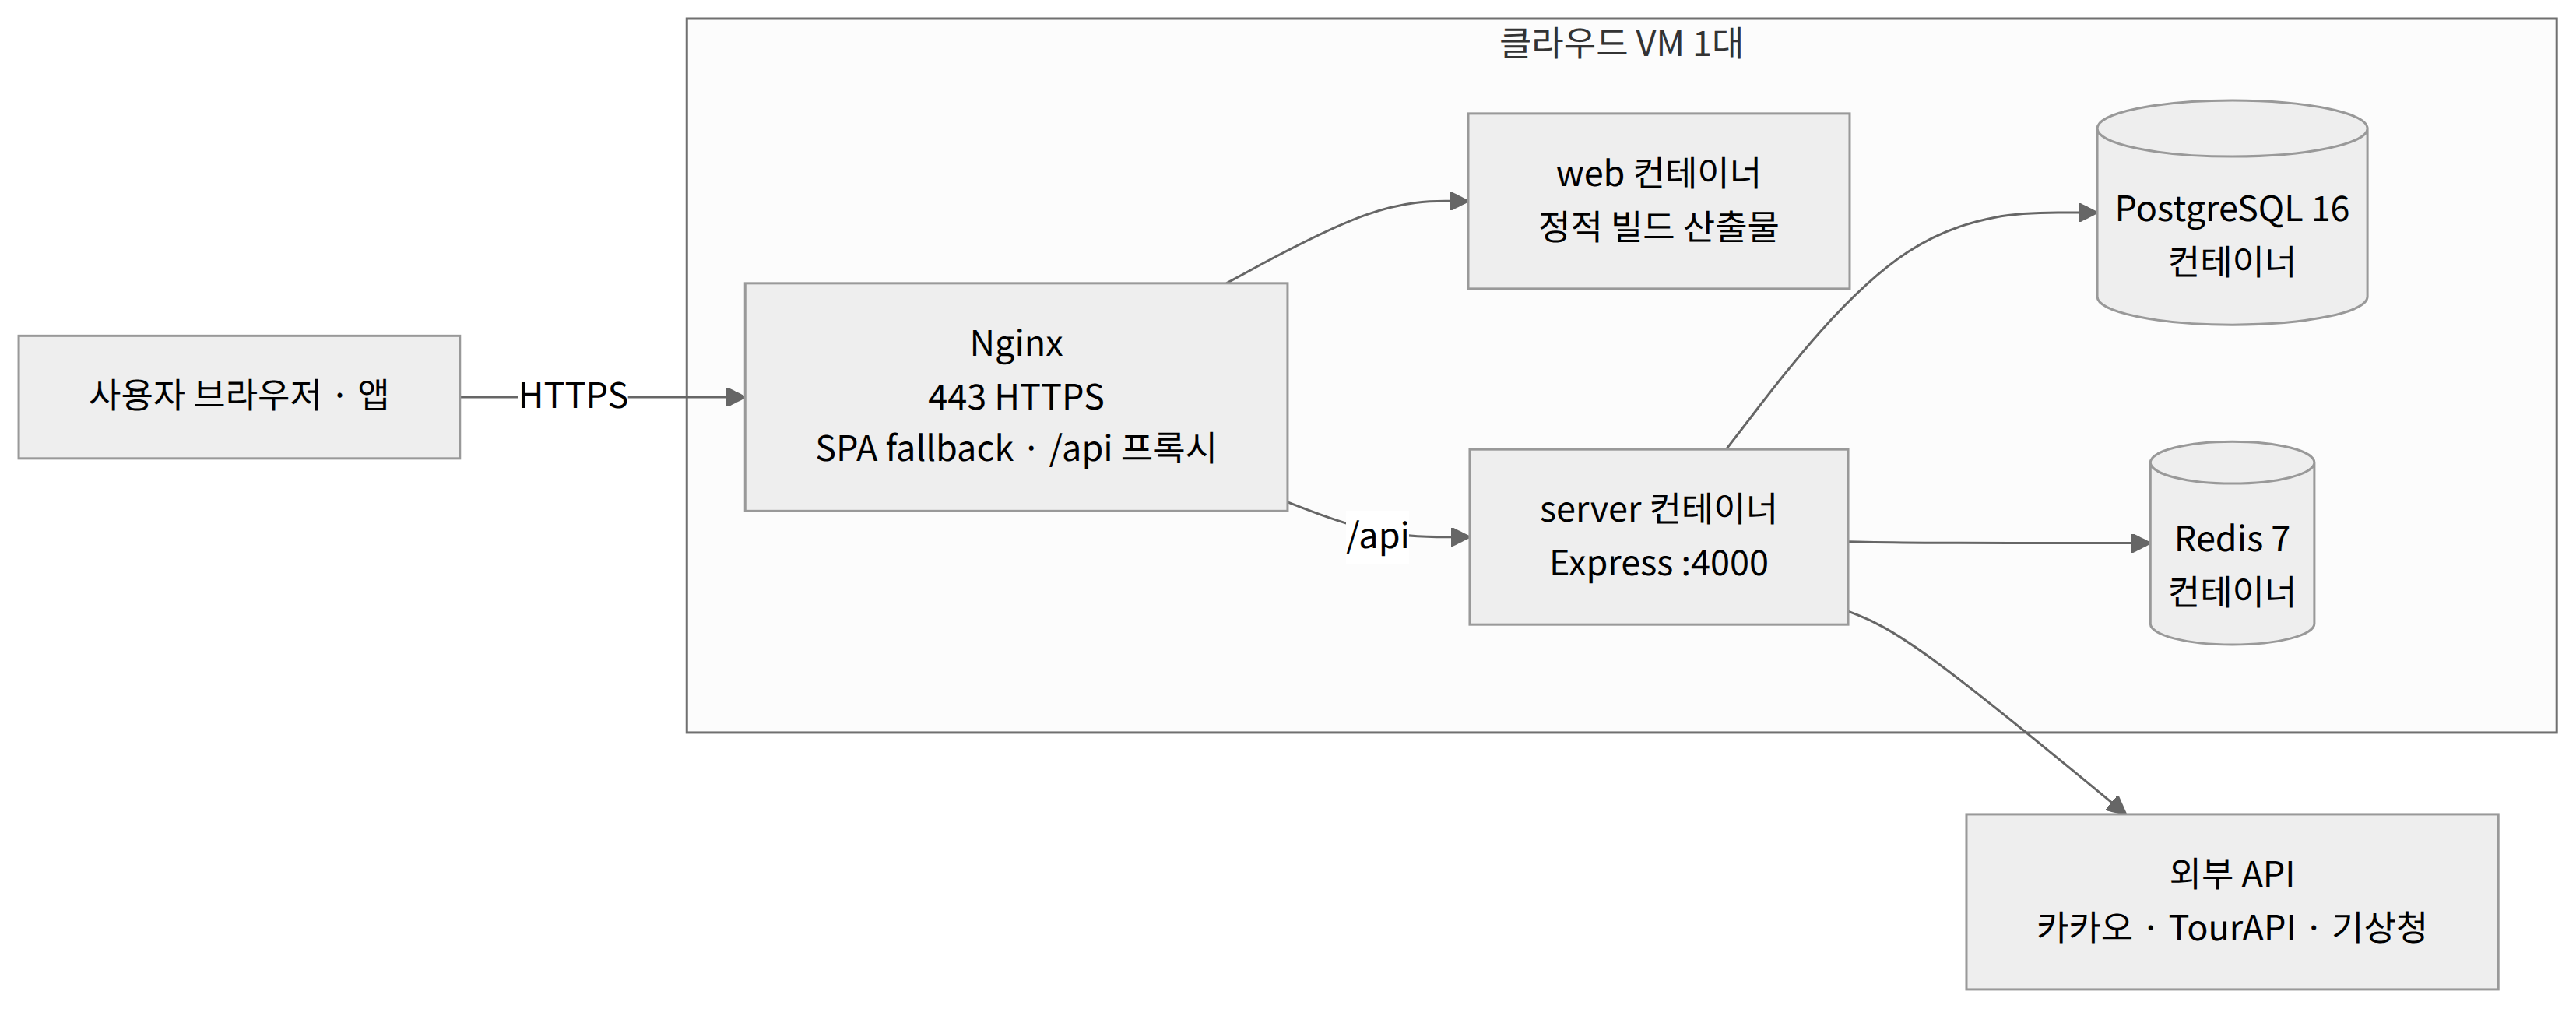 클라우드 VM 1대
사용자 브라우저 · 앱
HTTPS
Nginx
443 HTTPS
SPA fallback · /api 프록시
web 컨테이너
정적 빌드 산출물
/api
server 컨테이너
Express :4000
PostgreSQL 16
컨테이너
Redis 7
컨테이너
외부 API
카카오 · TourAPI · 기상청